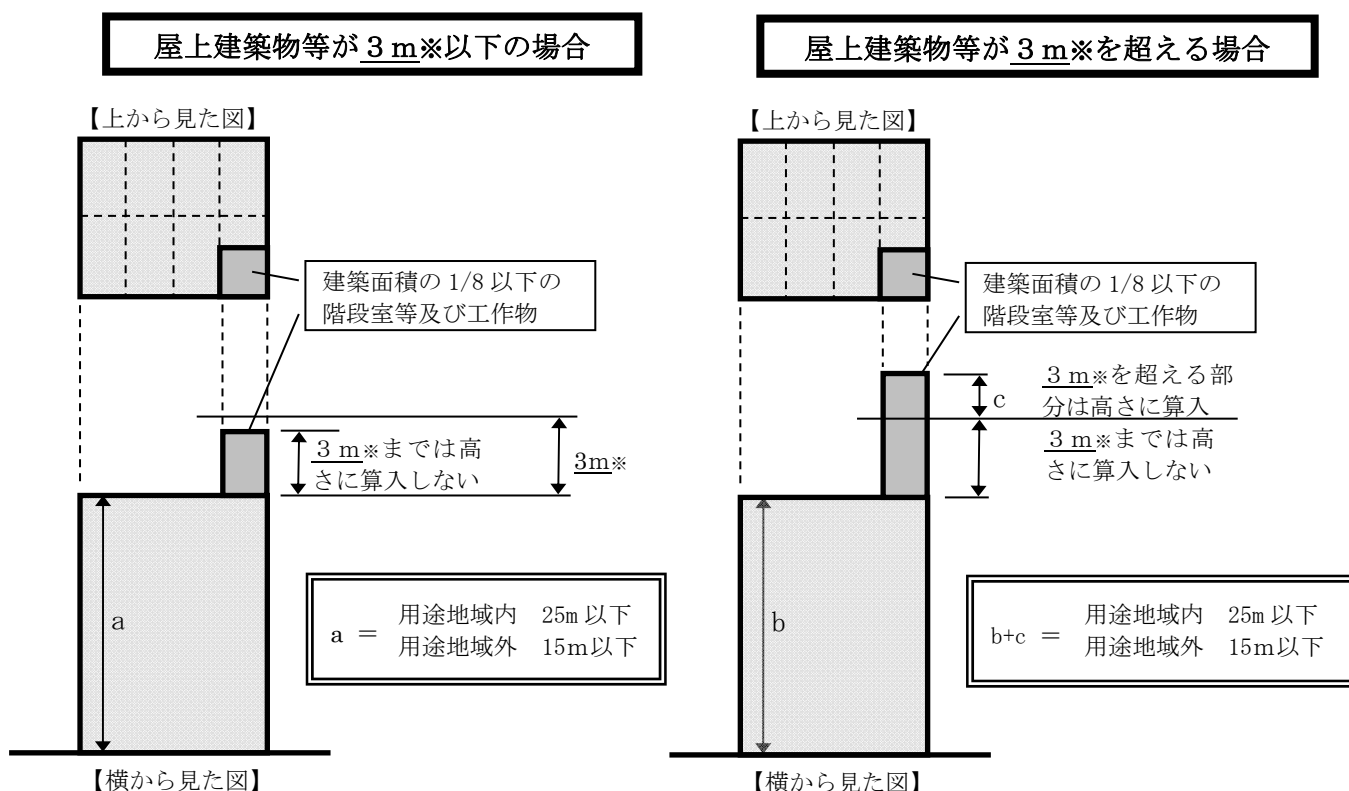 屋上建築物等が３ｍ※以下の場合
【上から見た図】
建築面積の 1/8 以下の
階段室等及び工作物
３ｍ※までは高
さに算入しない
3m※
a
a ＝
用途地域内　25m 以下
用途地域外　15m以下
【横から見た図】
屋上建築物等が３ｍ※を超える場合
【上から見た図】
建築面積の 1/8 以下の
階段室等及び工作物
c
３ｍ※を超える部
分は高さに算入
３ｍ※までは高
さに算入しない
b
b+c ＝
用途地域内　25m 以下
用途地域外　15m以下
【横から見た図】